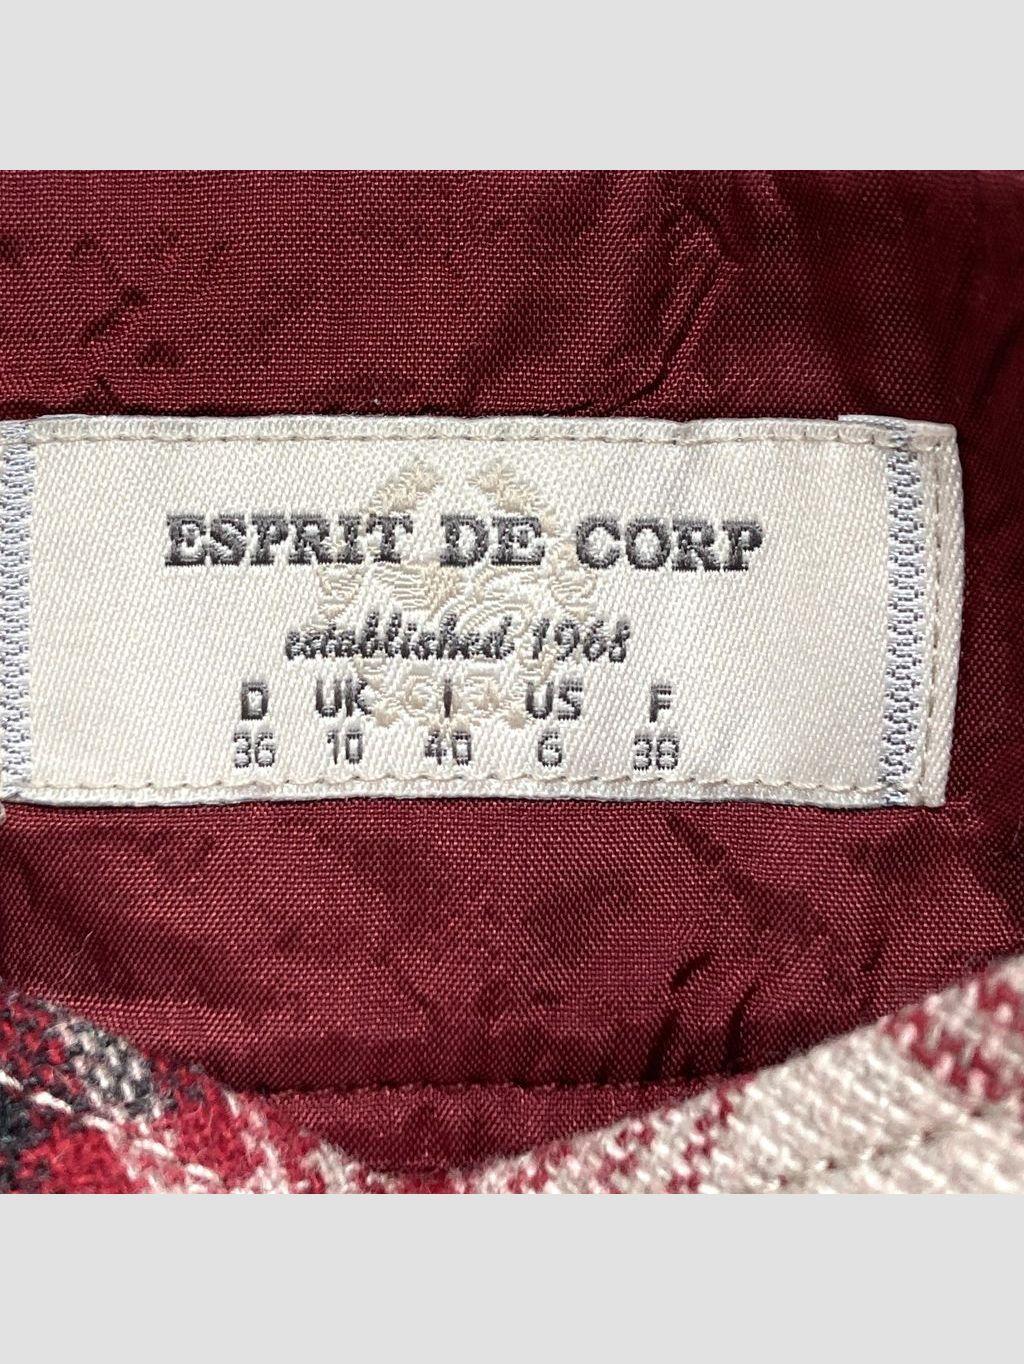 ESPRIT DE CORP
established 1968
D UK I US F
36 10 40 6 38